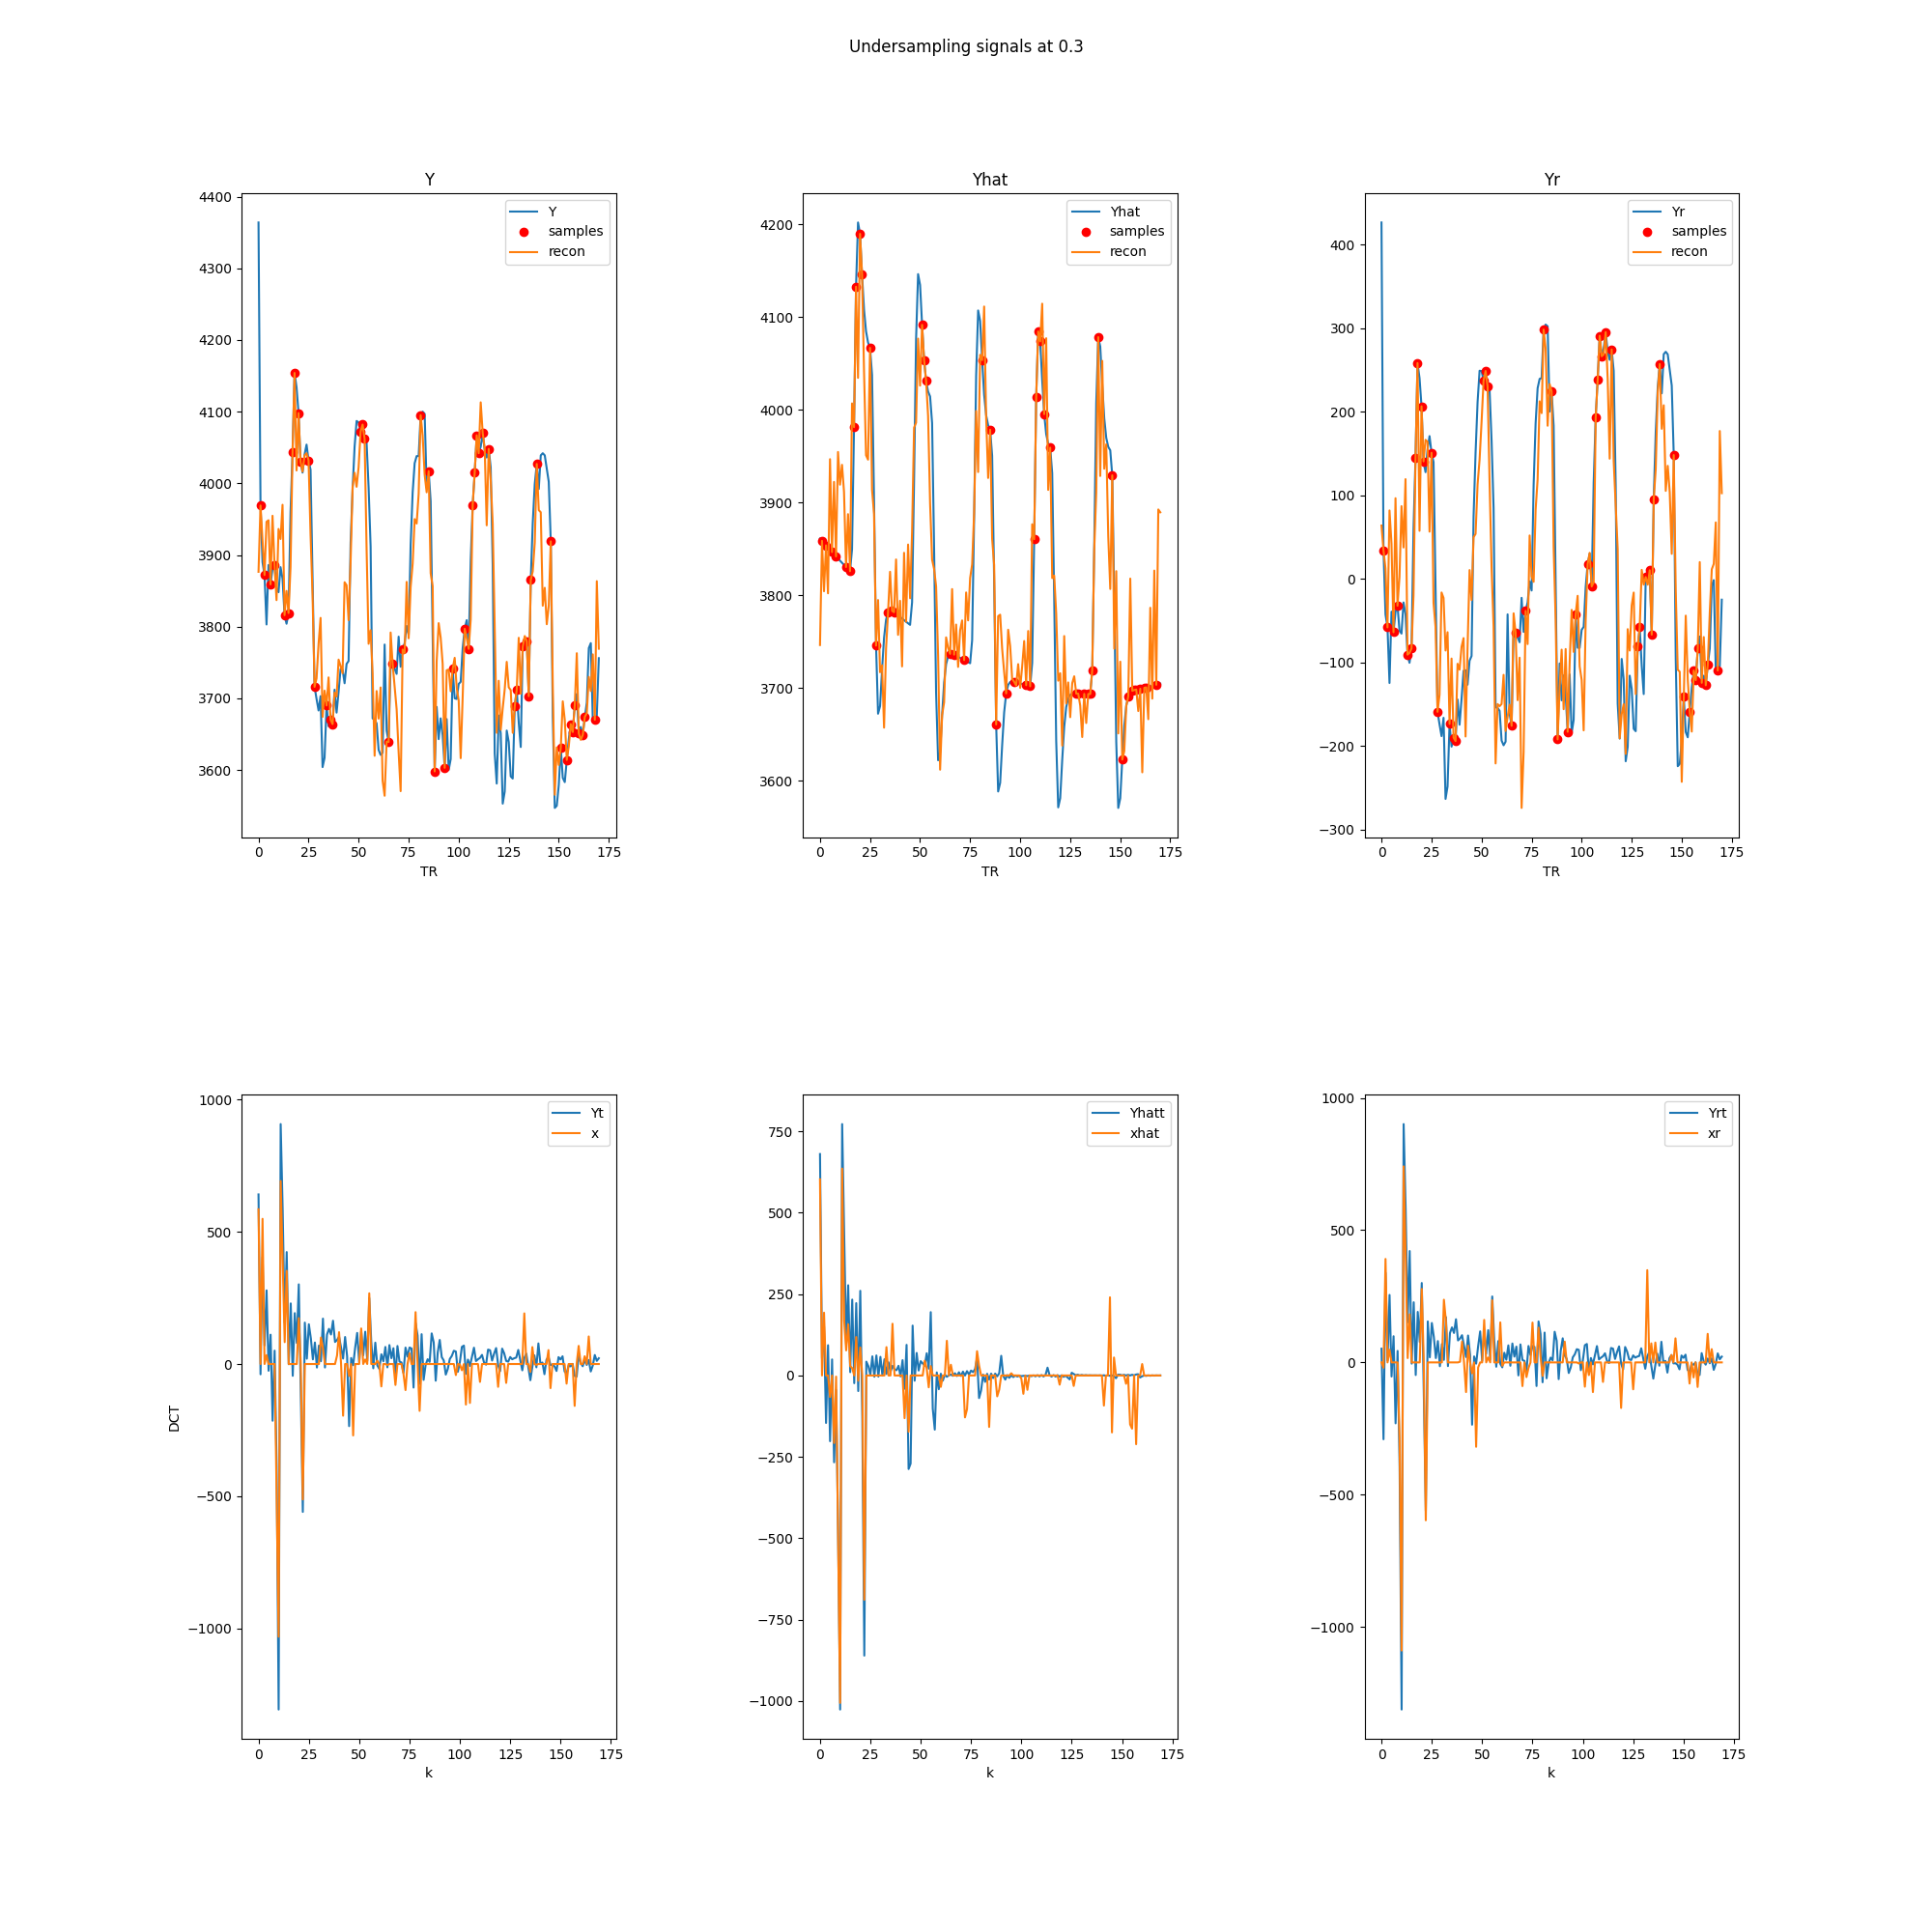 Undersampling signals at 0.3
Y
4400
4300
4200
4100
4000
3900
3800
3700
3600
0 25 50 75 100 125 150 175
TR
Y
samples
recon
Yhat
4200
4100
4000
3900
3800
3700
3600
0 25 50 75 100 125 150 175
TR
Yhat
samples
recon
Yr
400
300
200
100
0
−100
−200
−300
0 25 50 75 100 125 150 175
TR
Yr
samples
recon
DCT
1000
500
0
−500
−1000
0 25 50 75 100 125 150 175
k
Yt
x
750
500
250
0
−250
−500
−750
−1000
0 25 50 75 100 125 150 175
k
Yhatt
xhat
1000
500
0
−500
−1000
0 25 50 75 100 125 150 175
k
Yrt
xr